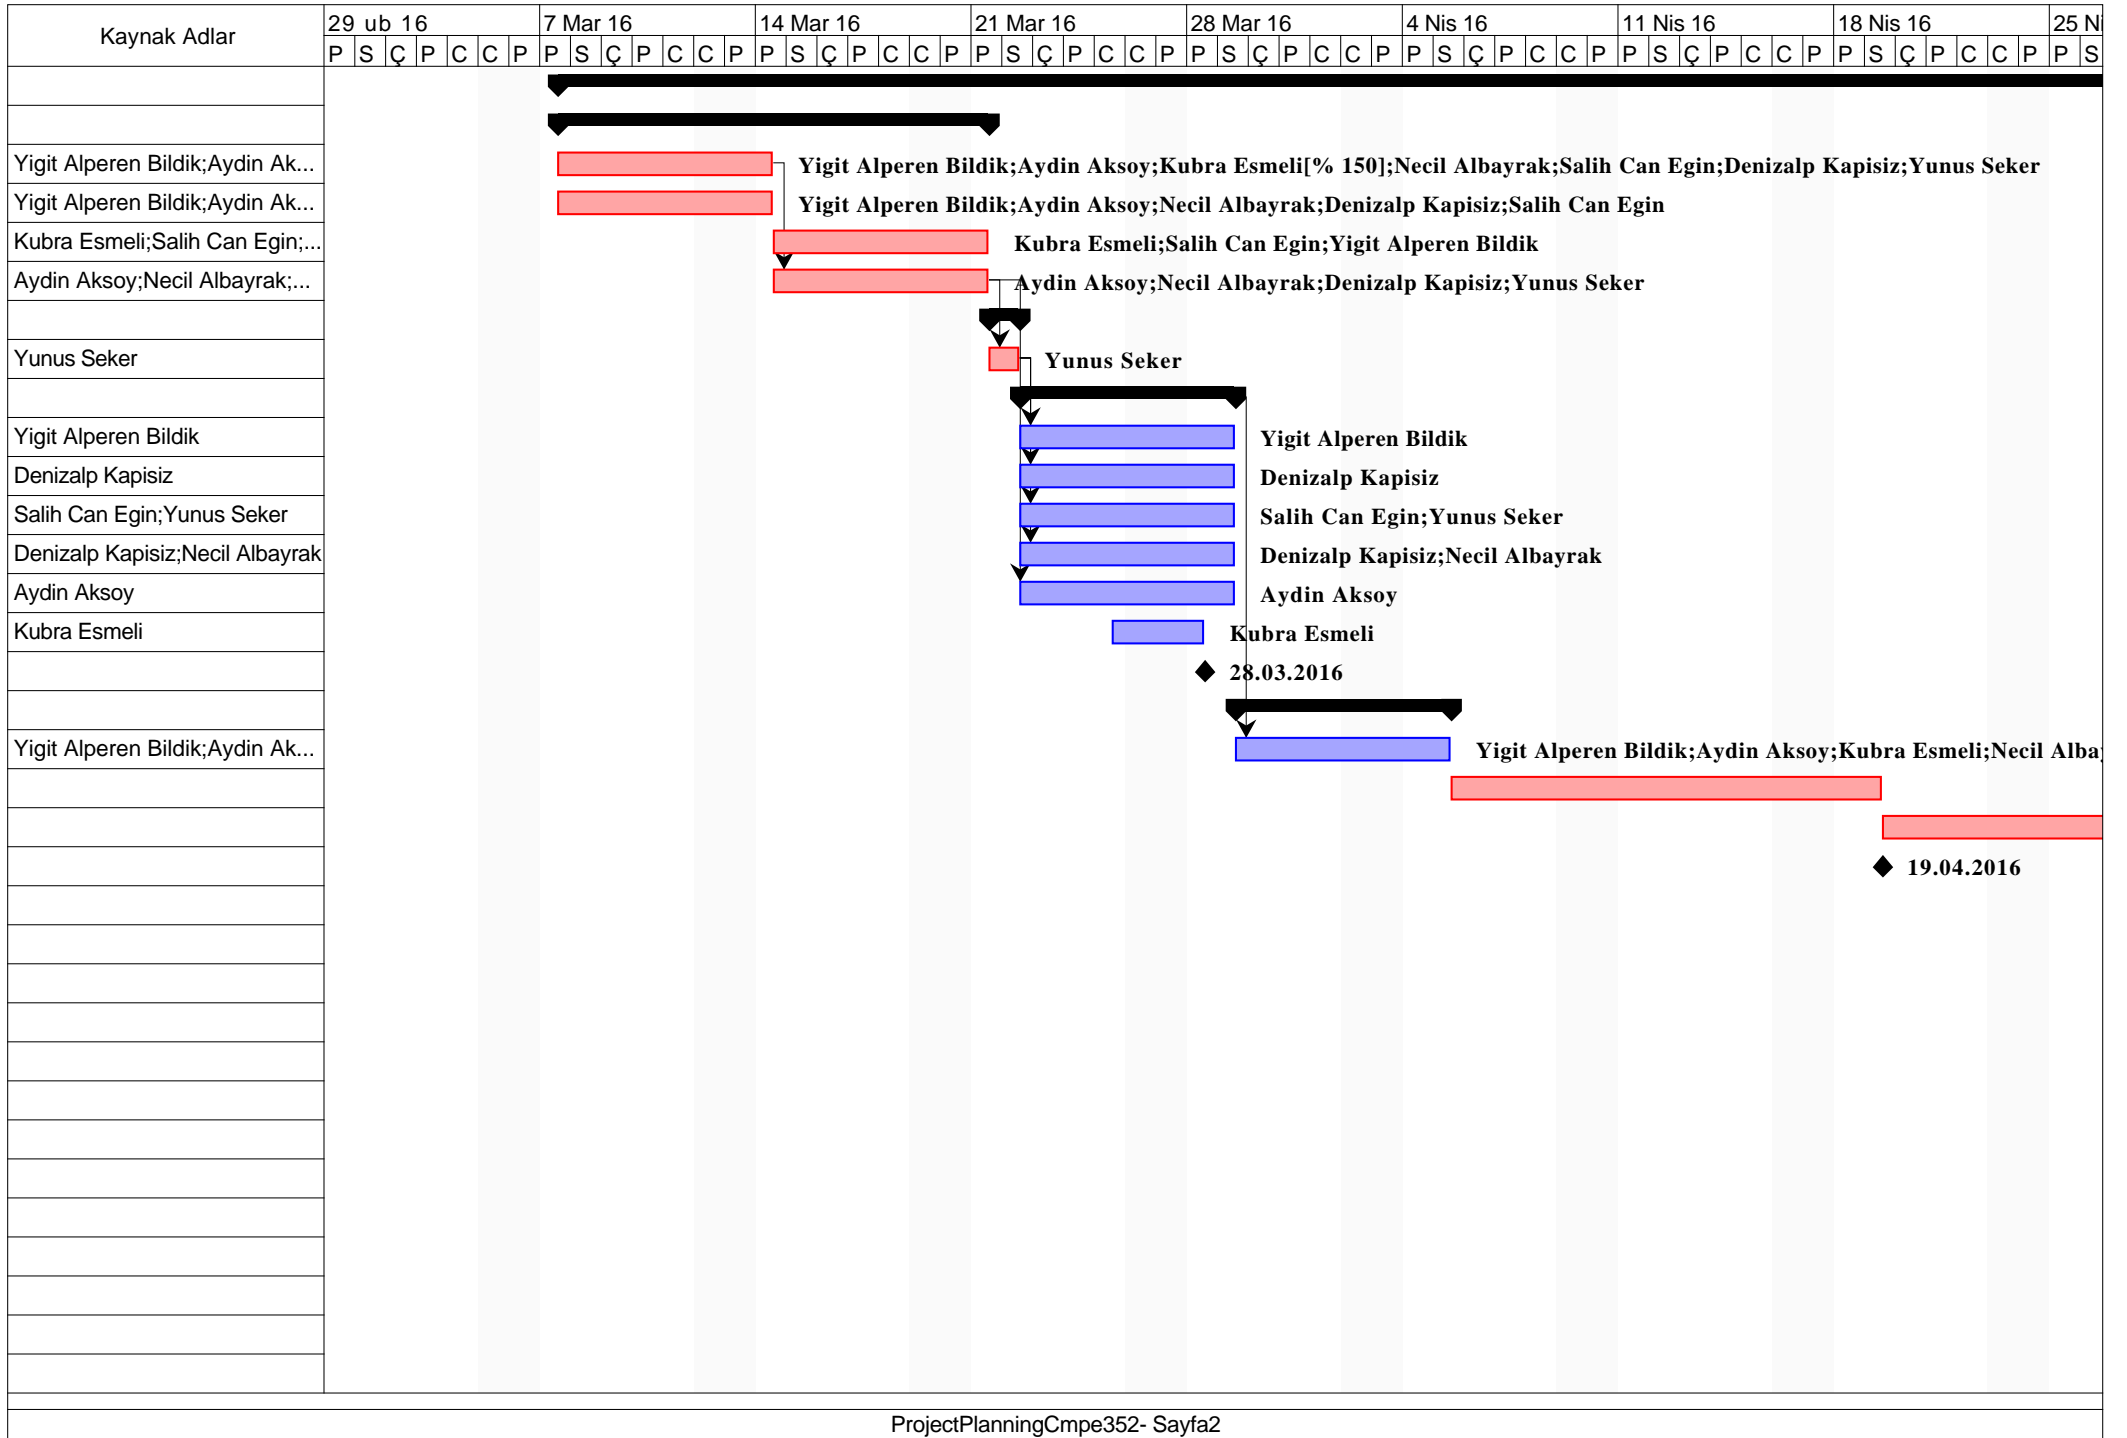 Kaynak Adlar
29 ub 16 7 Mar 16 14 Mar 16 21 Mar 16 28 Mar 16 4 Nis 16 11 Nis 16 18 Nis 16 25 Ni
P S Ç P C C P P S Ç P C C P P S Ç P C C P P S Ç P C C P P S Ç P C C P P S Ç P C C P P S Ç P C C P P S Ç P C C P P S
Yigit Alperen Bildik;Aydin Ak... Yigit Alperen Bildik;Aydin Aksoy;Kubra Esmeli[% 150];Necil Albayrak;Salih Can Egin;Denizalp Kapisiz;Yunus Seker
Yigit Alperen Bildik;Aydin Ak... Yigit Alperen Bildik;Aydin Aksoy;Necil Albayrak;Denizalp Kapisiz;Salih Can Egin
Kubra Esmeli;Salih Can Egin;... Kubra Esmeli;Salih Can Egin;Yigit Alperen Bildik
Aydin Aksoy;Necil Albayrak;... Aydin Aksoy;Necil Albayrak;Denizalp Kapisiz;Yunus Seker
Yunus Seker Yunus Seker
Yigit Alperen Bildik Yigit Alperen Bildik
Denizalp Kapisiz Denizalp Kapisiz
Salih Can Egin;Yunus Seker Salih Can Egin;Yunus Seker
Denizalp Kapisiz;Necil Albayrak Denizalp Kapisiz;Necil Albayrak
Aydin Aksoy Aydin Aksoy
Kubra Esmeli Kubra Esmeli
28.03.2016
Yigit Alperen Bildik;Aydin Ak... Yigit Alperen Bildik;Aydin Aksoy;Kubra Esmeli;Necil Albay
19.04.2016
ProjectPlanningCmpe352- Sayfa2